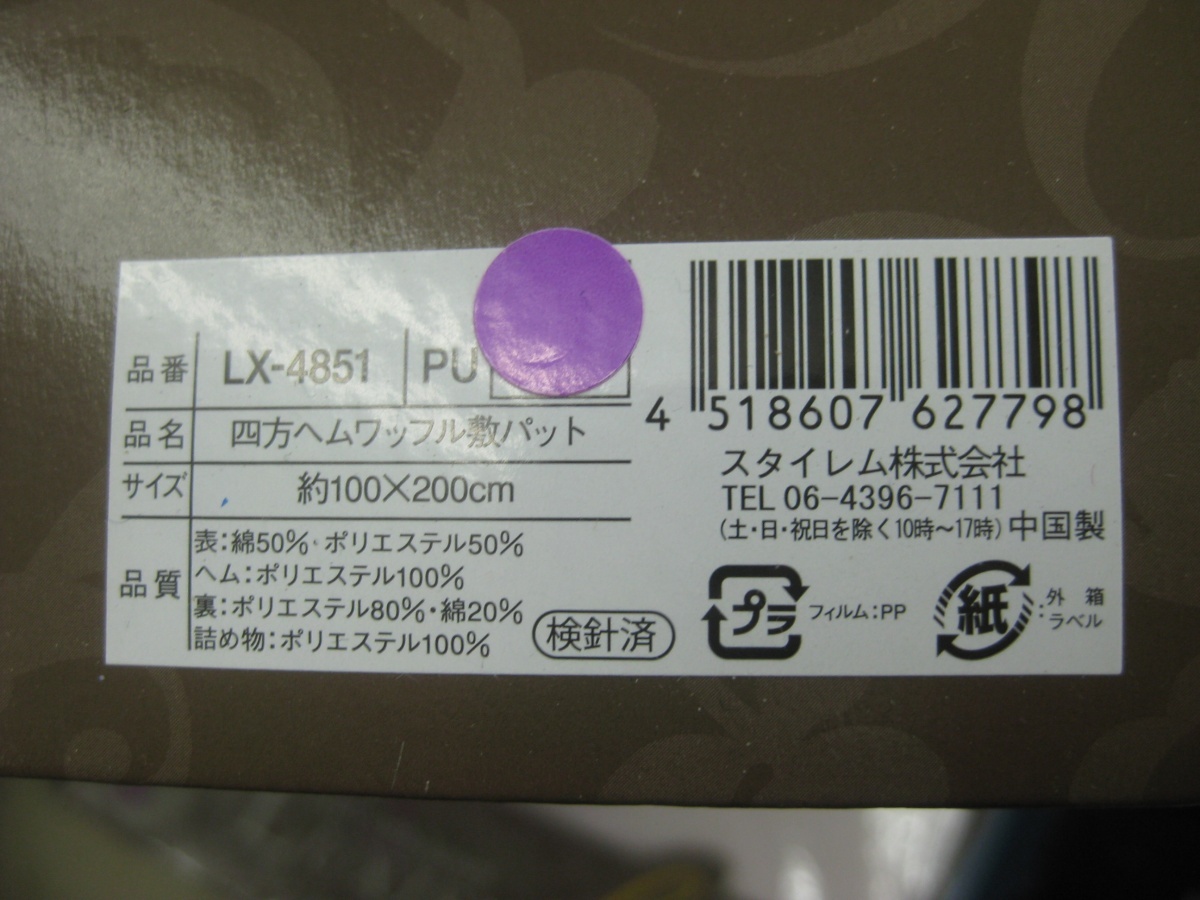 品番 LX-4851 PU
品名 四方ヘムワッフル敷パット
サイズ 約100×200cm
品質 表：綿50%・ポリエステル50%
ヘム：ポリエステル100%
裏：ポリエステル80%・綿20%
詰め物：ポリエステル100%
検針済
4 518607 627798
スタイレム株式会社
TEL 06-4396-7111
(土・日・祝日を除く10時～17時) 中国製
プラ フィルム：PP
紙 ：外箱
ラベル